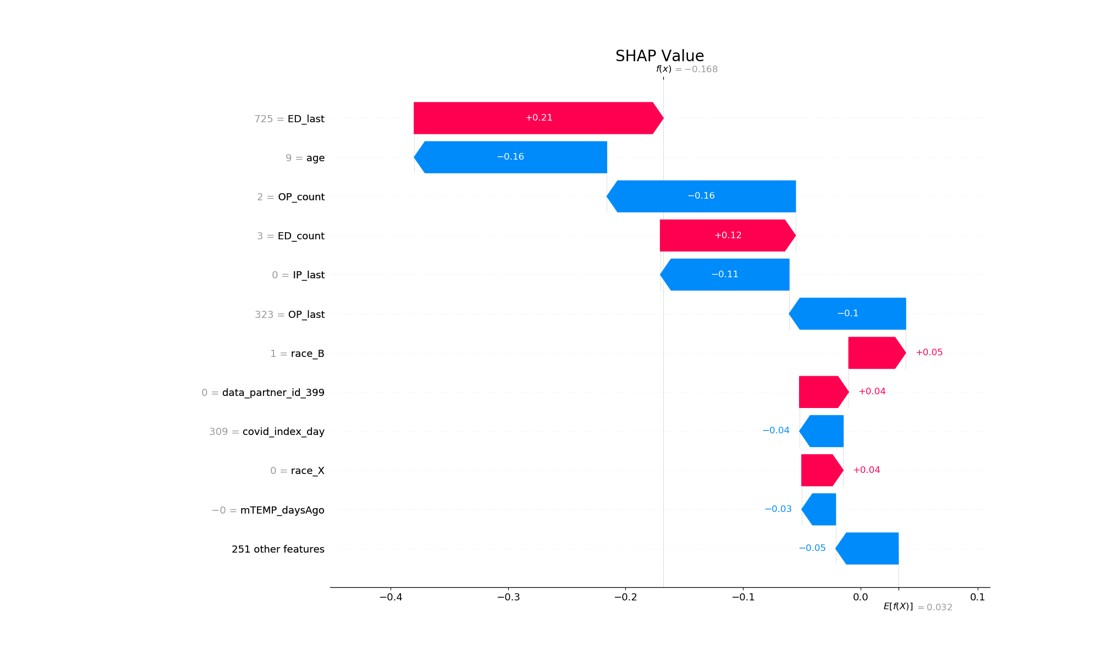 SHAP Value
f(x) = −0.168
725 = ED_last +0.21
9 = age −0.16
2 = OP_count −0.16
3 = ED_count +0.12
0 = IP_last −0.11
323 = OP_last −0.1
1 = race_B +0.05
0 = data_partner_id_399 +0.04
309 = covid_index_day −0.04
0 = race_X +0.04
−0 = mTEMP_daysAgo −0.03
251 other features −0.05
−0.4 −0.3 −0.2 −0.1 0.0 0.1
E[f(X)] = 0.032